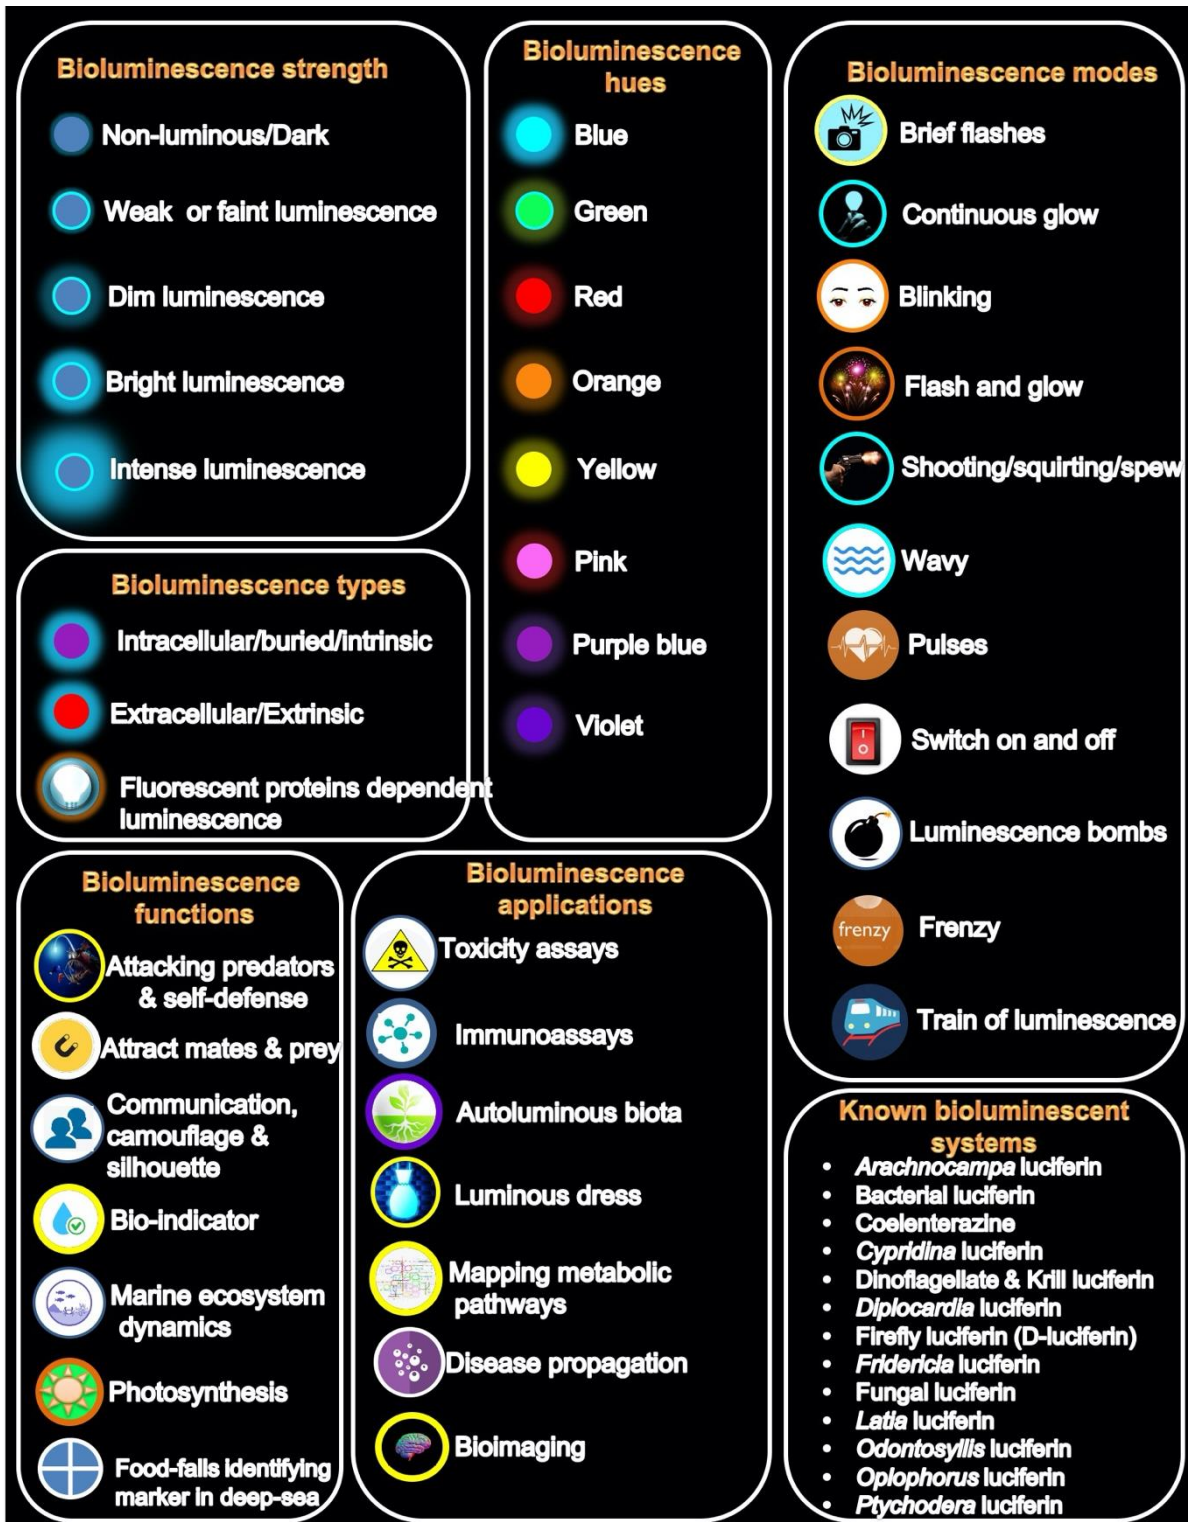 Bioluminescence strength
Non-luminous/Dark
Weak or faint luminescence
Dim luminescence
Bright luminescence
Intense luminescence
Bioluminescence types
Intracellular/buried/intrinsic
Extracellular/Extrinsic
Fluorescent proteins dependent
luminescence
Bioluminescence
hues
Blue
Green
Red
Orange
Yellow
Pink
Purple blue
Violet
Bioluminescence modes
Brief flashes
Continuous glow
Blinking
Flash and glow
Shooting/squirting/spew
Wavy
Pulses
Switch on and off
Luminescence bombs
frenzy
Frenzy
Train of luminescence
Bioluminescence
functions
Attacking predators
& self-defense
Attract mates & prey
Communication,
camouflage &
silhouette
Bio-indicator
Marine ecosystem
dynamics
Photosynthesis
Food-falls identifying
marker in deep-sea
Bioluminescence
applications
Toxicity assays
Immunoassays
Autoluminous biota
Luminous dress
Mapping metabolic
pathways
Disease propagation
Bioimaging
Known bioluminescent
systems
• Arachnocampa luciferin
• Bacterial luciferin
• Coelenterazine
• Cypridina luciferin
• Dinoflagellate & Krill luciferin
• Diplocardia luciferin
• Firefly luciferin (D-luciferin)
• Fridericia luciferin
• Fungal luciferin
• Latia luciferin
• Odontosyllis luciferin
• Oplophorus luciferin
• Ptychodera luciferin